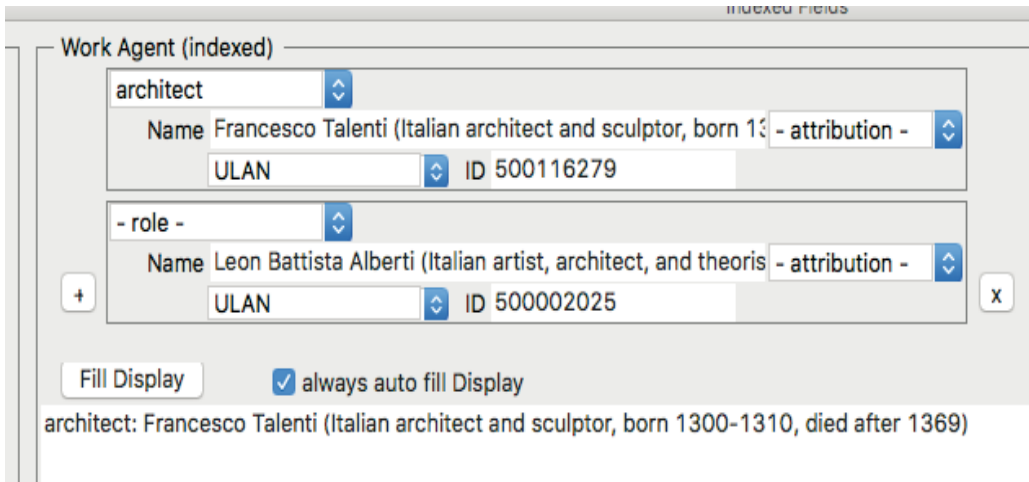 Indexed Fields
Work Agent (indexed)
architect
Name Francesco Talenti (Italian architect and sculptor, born 13 - attribution -
ULAN ID 500116279
- role -
Name Leon Battista Alberti (Italian artist, architect, and theoris - attribution -
+ ULAN ID 500002025 x
Fill Display always auto fill Display
architect: Francesco Talenti (Italian architect and sculptor, born 1300-1310, died after 1369)